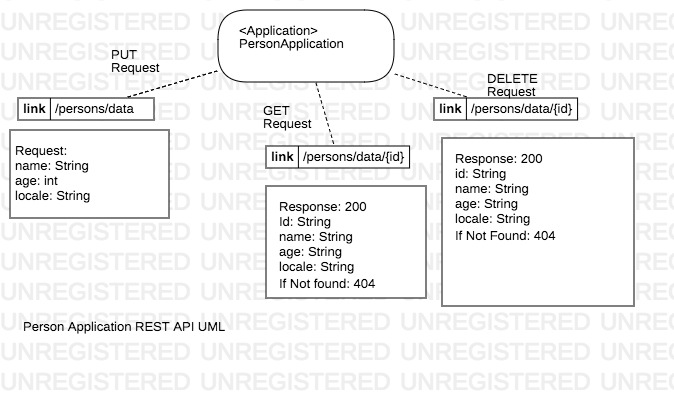 <Application>
PersonApplication
PUT
Request
link /persons/data
Request:
name: String
age: int
locale: String
GET
Request
link /persons/data/{id}
Response: 200
Id: String
name: String
age: String
locale: String
If Not found: 404
DELETE
Request
link /persons/data/{id}
Response: 200
id: String
name: String
age: String
locale: String
If Not Found: 404
Person Application REST API UML
UNREGISTERED UNREGISTERED UNREGISTERED UNREGISTERED